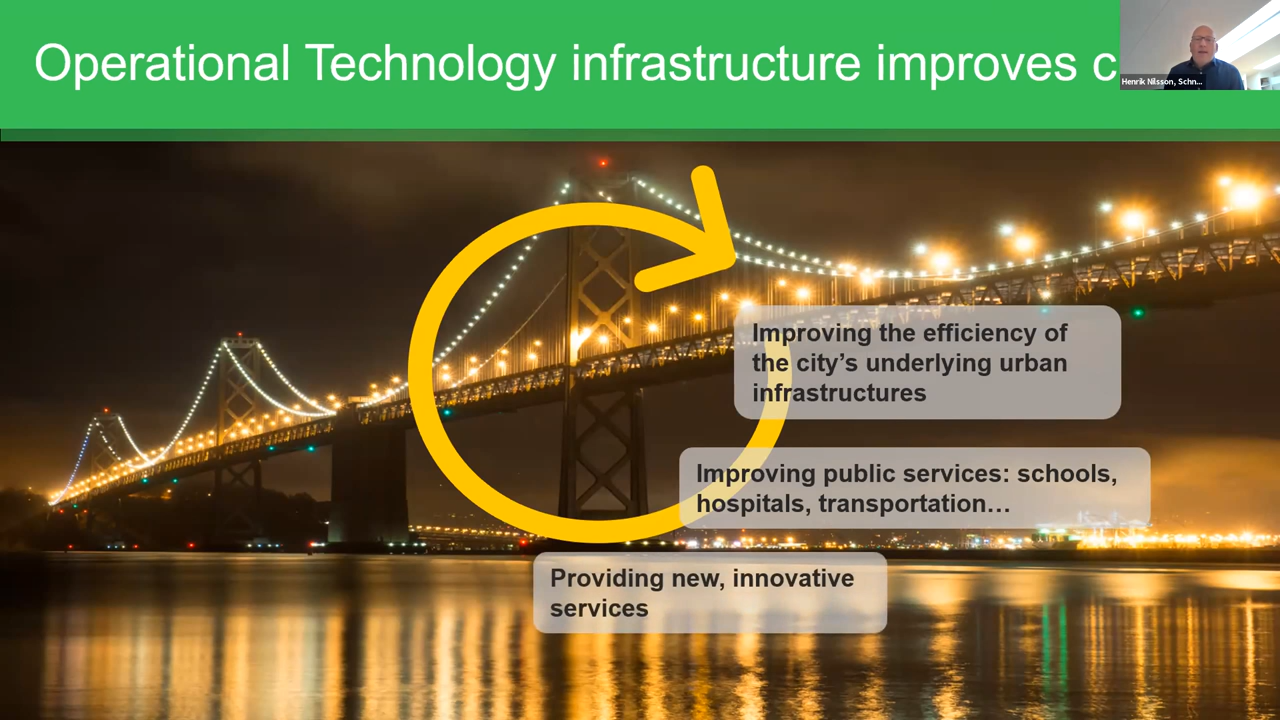 Operational Technology infrastructure improves c
Henrik Nilsson, Schn...
Improving the efficiency of
the city’s underlying urban
infrastructures
Improving public services: schools,
hospitals, transportation…
Providing new, innovative
services